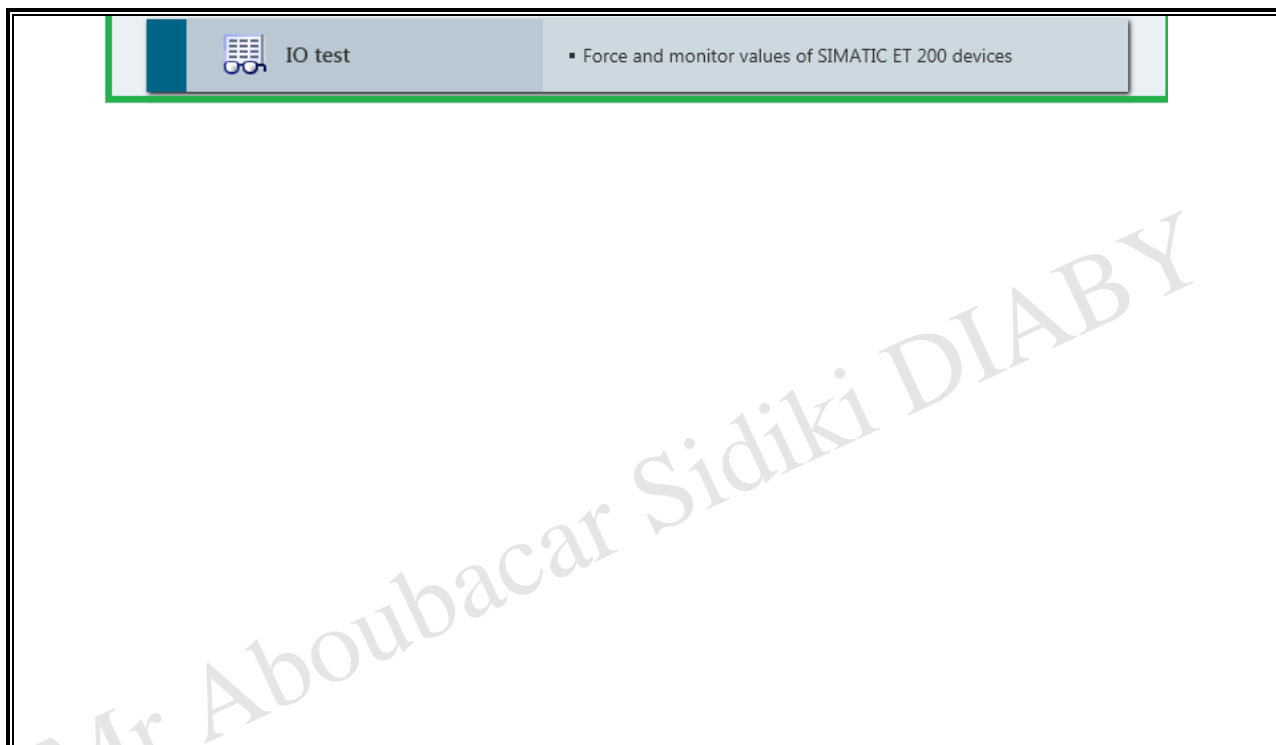 IO test
▪ Force and monitor values of SIMATIC ET 200 devices
Mr Aboubacar Sidiki DIABY